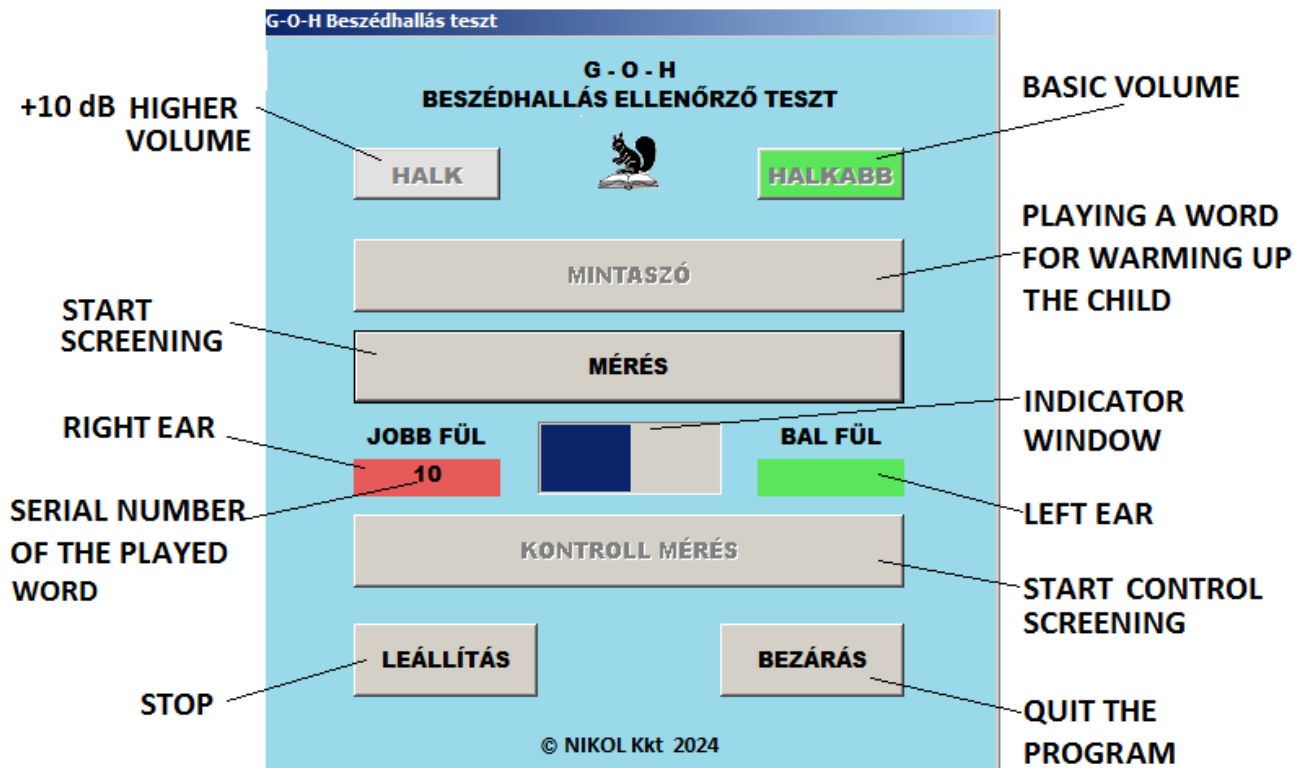 G-O-H Beszédhallás teszt
G - O - H
BESZÉDHALLÁS ELLENŐRZŐ TESZT
+10 dB HIGHER
VOLUME
BASIC VOLUME
HALK
HALKABB
PLAYING A WORD
FOR WARMING UP
THE CHILD
MINTASZÓ
START
SCREENING
MÉRÉS
RIGHT EAR
JOBB FÜL
BAL FÜL
INDICATOR
WINDOW
10
SERIAL NUMBER
OF THE PLAYED
WORD
LEFT EAR
KONTROLL MÉRÉS
START CONTROL
SCREENING
LEÁLLÍTÁS
BEZÁRÁS
STOP
QUIT THE
PROGRAM
© NIKOL Kkt 2024